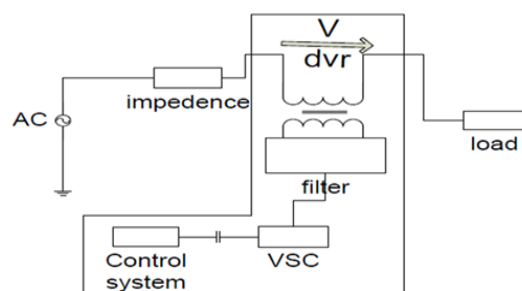 V
dvr
impedence
AC
load
filter
Control
system
VSC